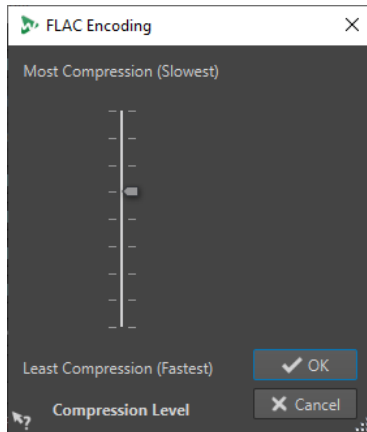 FLAC Encoding
Most Compression (Slowest)
Least Compression (Fastest)
OK
Compression Level
Cancel